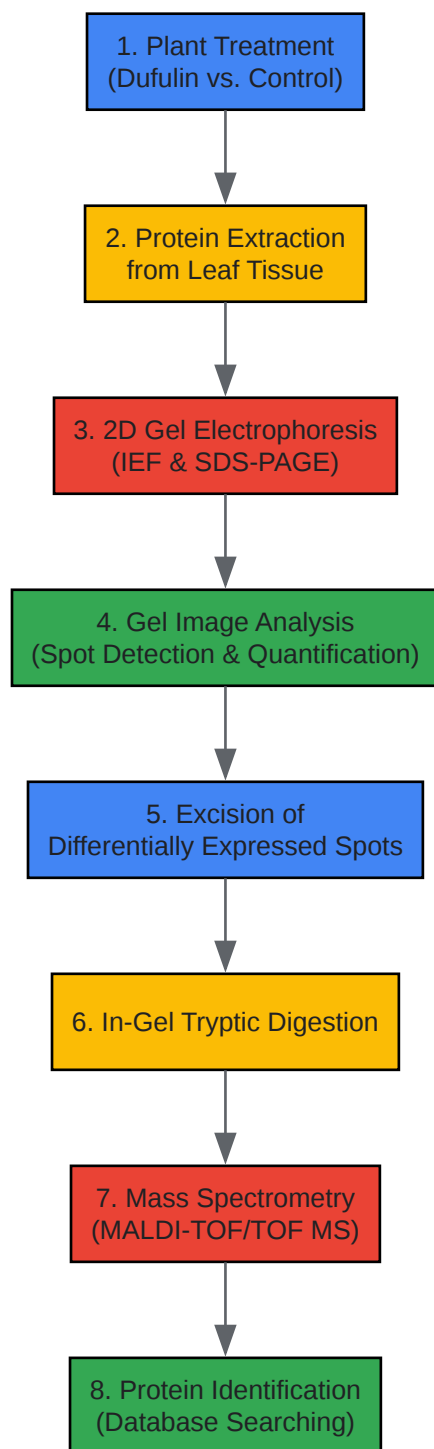 1. Plant Treatment
(Dufulin vs. Control)
2. Protein Extraction
from Leaf Tissue
3. 2D Gel Electrophoresis
(IEF & SDS-PAGE)
4. Gel Image Analysis
(Spot Detection & Quantification)
5. Excision of
Differentially Expressed Spots
6. In-Gel Tryptic Digestion
7. Mass Spectrometry
(MALDI-TOF/TOF MS)
8. Protein Identification
(Database Searching)